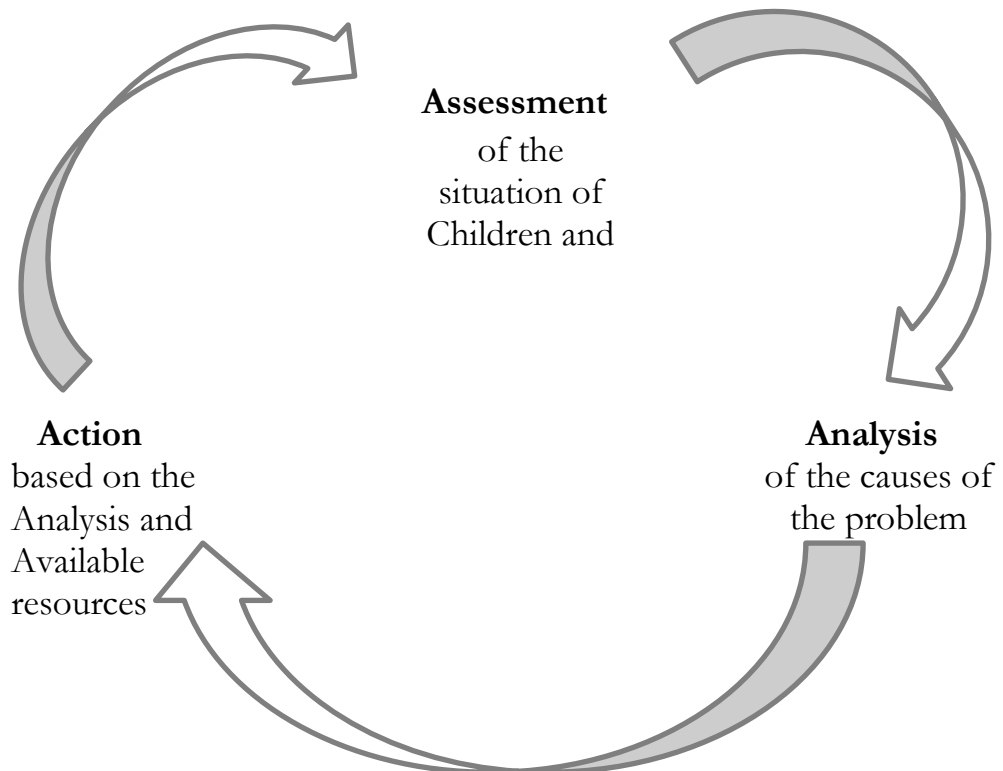 Assessment
of the
situation of
Children and
Action
based on the
Analysis and
Available
resources
Analysis
of the causes of
the problem